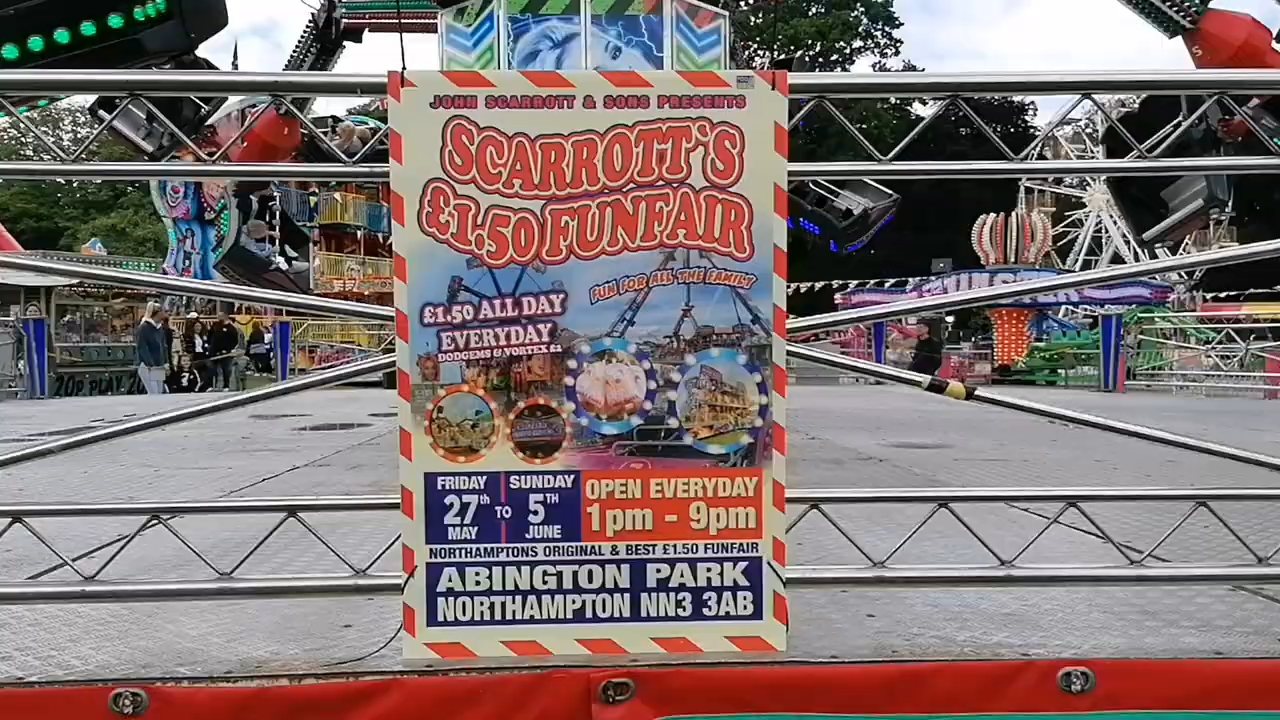 JOHN SCARROTT & SONS PRESENTS
SCARROTT'S
£1.50 FUNFAIR
FUN FOR ALL THE FAMILY
£1.50 ALL DAY
EVERYDAY
DODGEMS & VORTEX £2
FRIDAY
27th
MAY
TO
SUNDAY
5TH
JUNE
OPEN EVERYDAY
1pm - 9pm
NORTHAMPTONS ORIGINAL & BEST £1.50 FUNFAIR
ABINGTON PARK
NORTHAMPTON NN3 3AB
20P PLAY